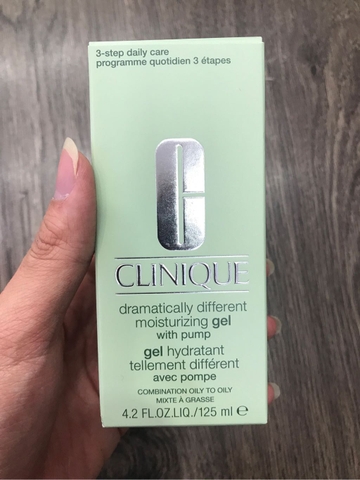 3-step daily care
programme quotidien 3 étapes
CLINIQUE
dramatically different
moisturizing gel
with pump
gel hydratant
tellement différent
avec pompe
COMBINATION OILY TO OILY
MIXTE À GRASSE
4.2 FL.OZ.LIQ./125 ml ℮